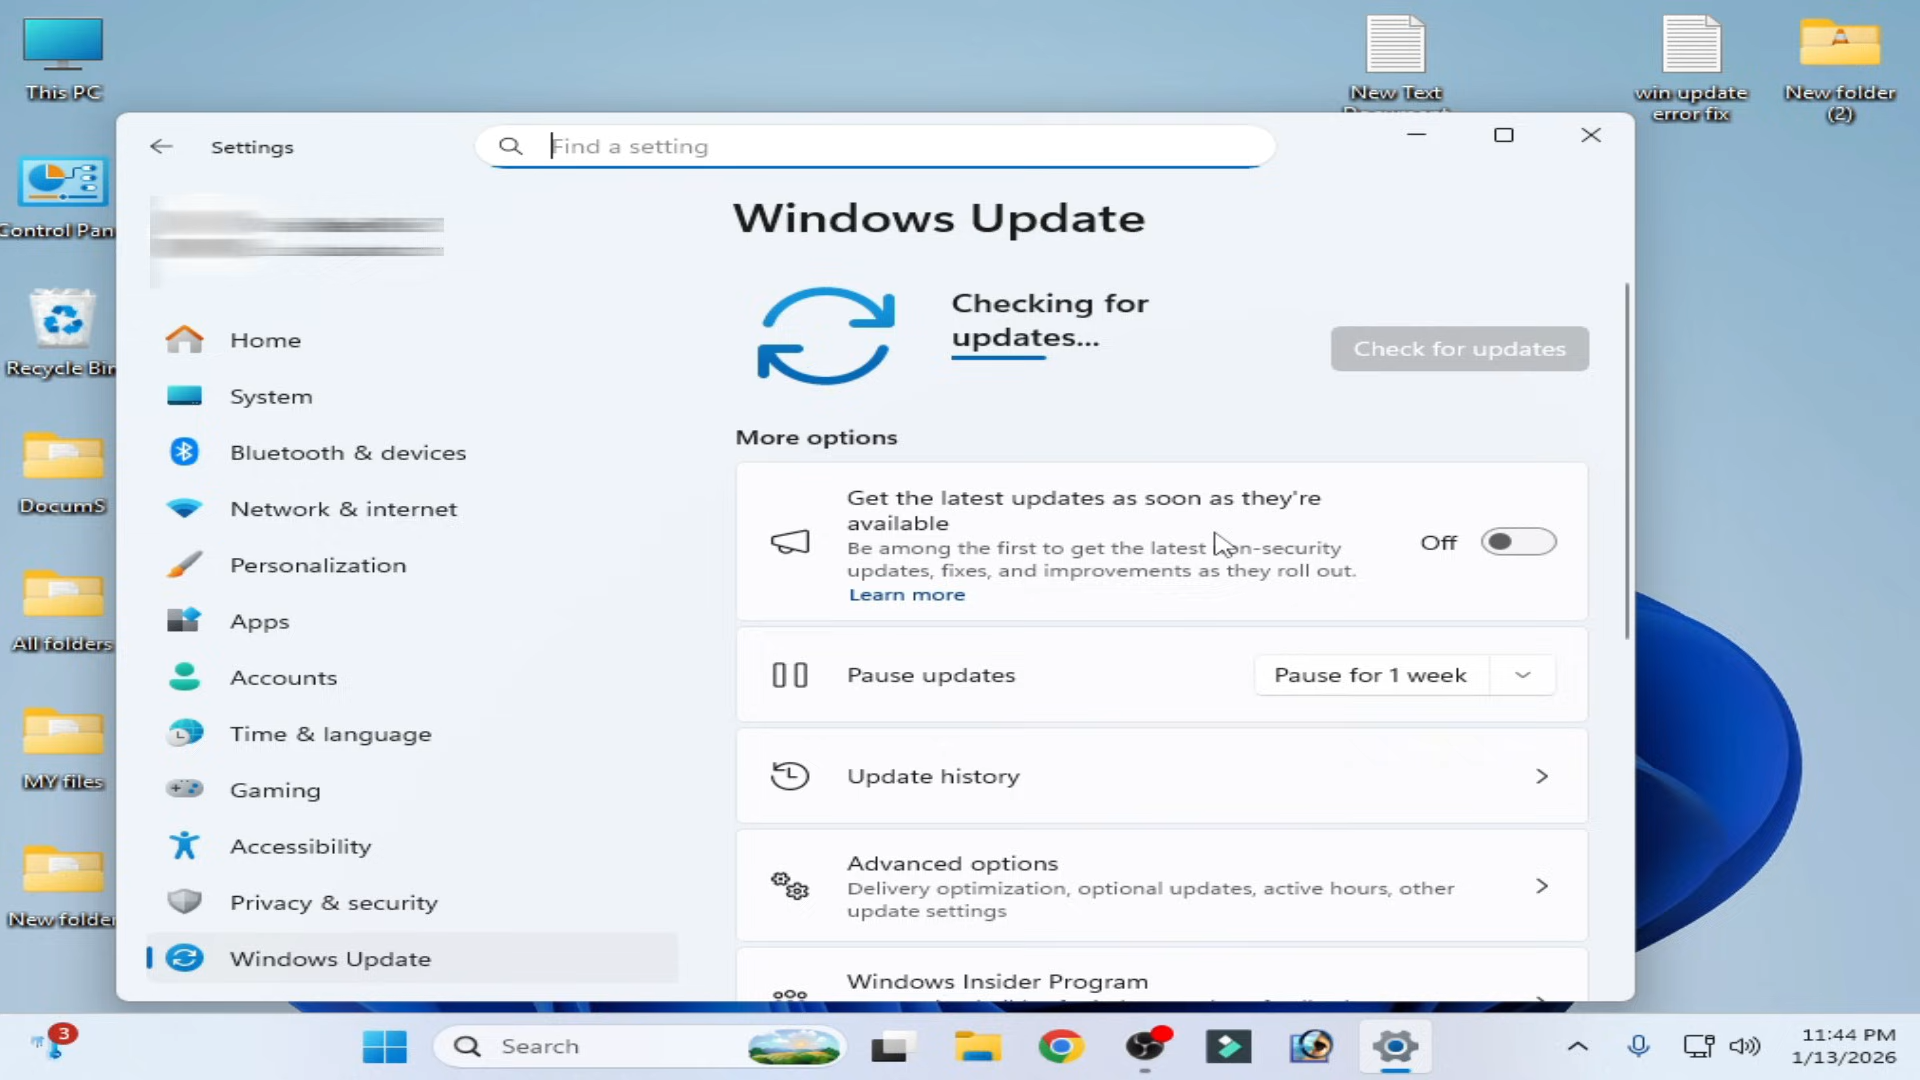 This PC
New Text
win update
error fix
New folder
(2)
Settings
Find a setting
Control Pan
Recycle Bin
DocumS
All folders
MY files
New folder
Home
System
Bluetooth & devices
Network & internet
Personalization
Apps
Accounts
Time & language
Gaming
Accessibility
Privacy & security
Windows Update
Windows Update
Checking for
updates...
Check for updates
More options
Get the latest updates as soon as they're
available
Be among the first to get the latest non-security
updates, fixes, and improvements as they roll out.
Learn more
Off
Pause updates
Pause for 1 week
Update history
Advanced options
Delivery optimization, optional updates, active hours, other
update settings
Windows Insider Program
3
Search
11:44 PM
1/13/2026